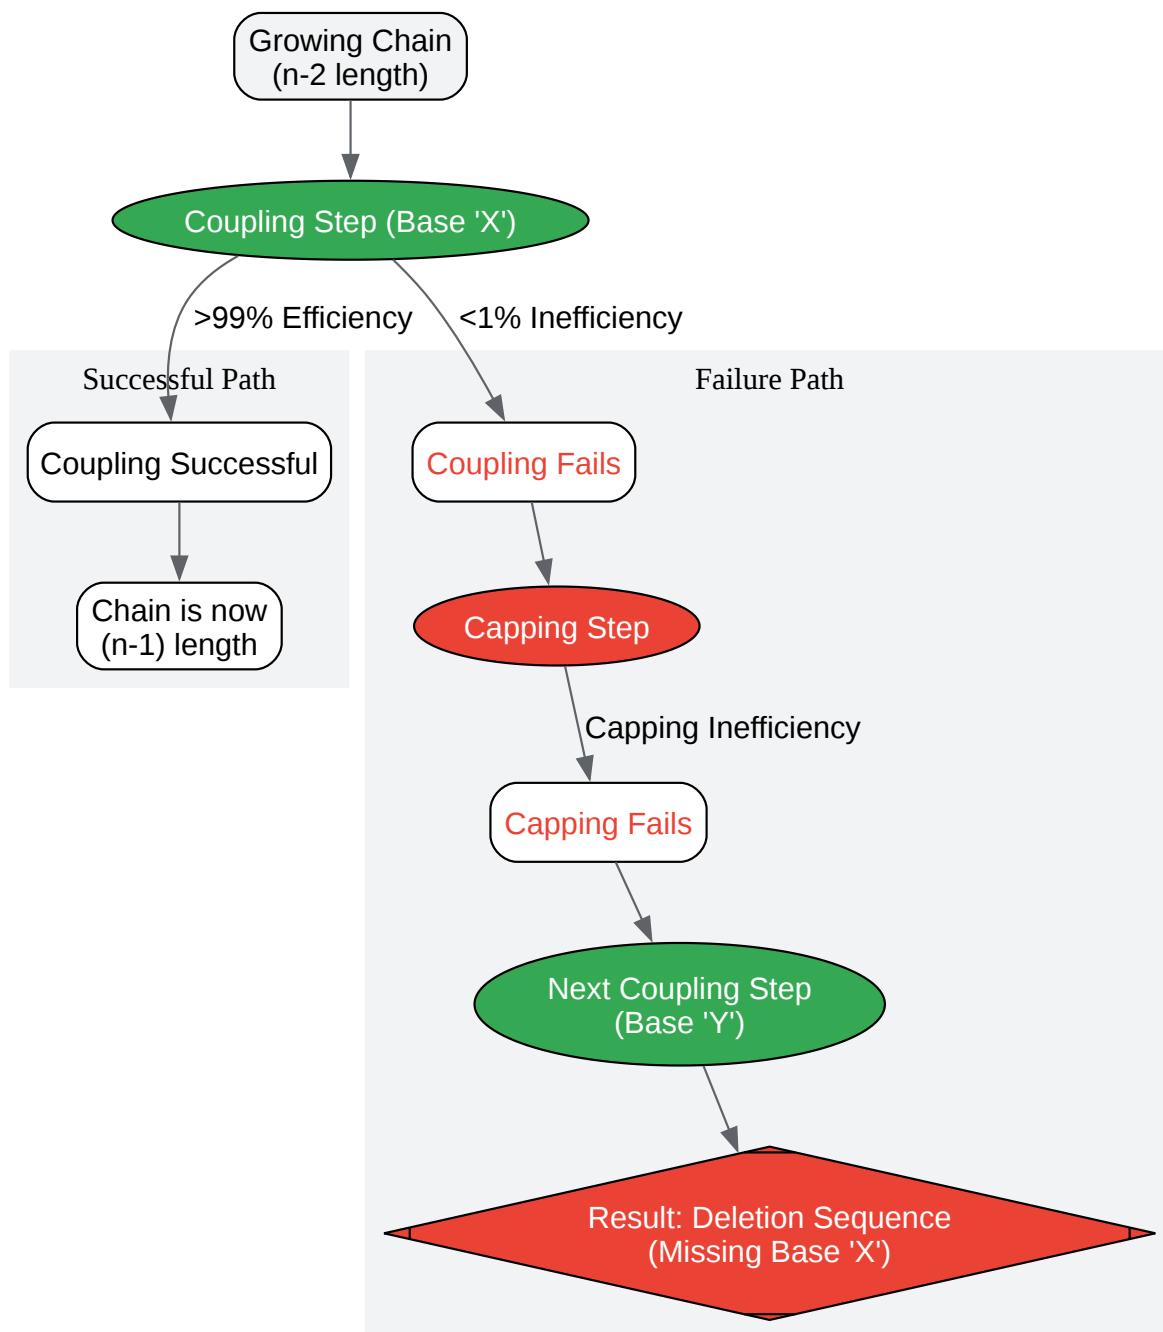 Growing Chain
(n-2 length)
Coupling Step (Base 'X')
>99% Efficiency
<1% Inefficiency
Successful Path
Failure Path
Coupling Successful
Coupling Fails
Chain is now
(n-1) length
Capping Step
Capping Inefficiency
Capping Fails
Next Coupling Step
(Base 'Y')
Result: Deletion Sequence
(Missing Base 'X')